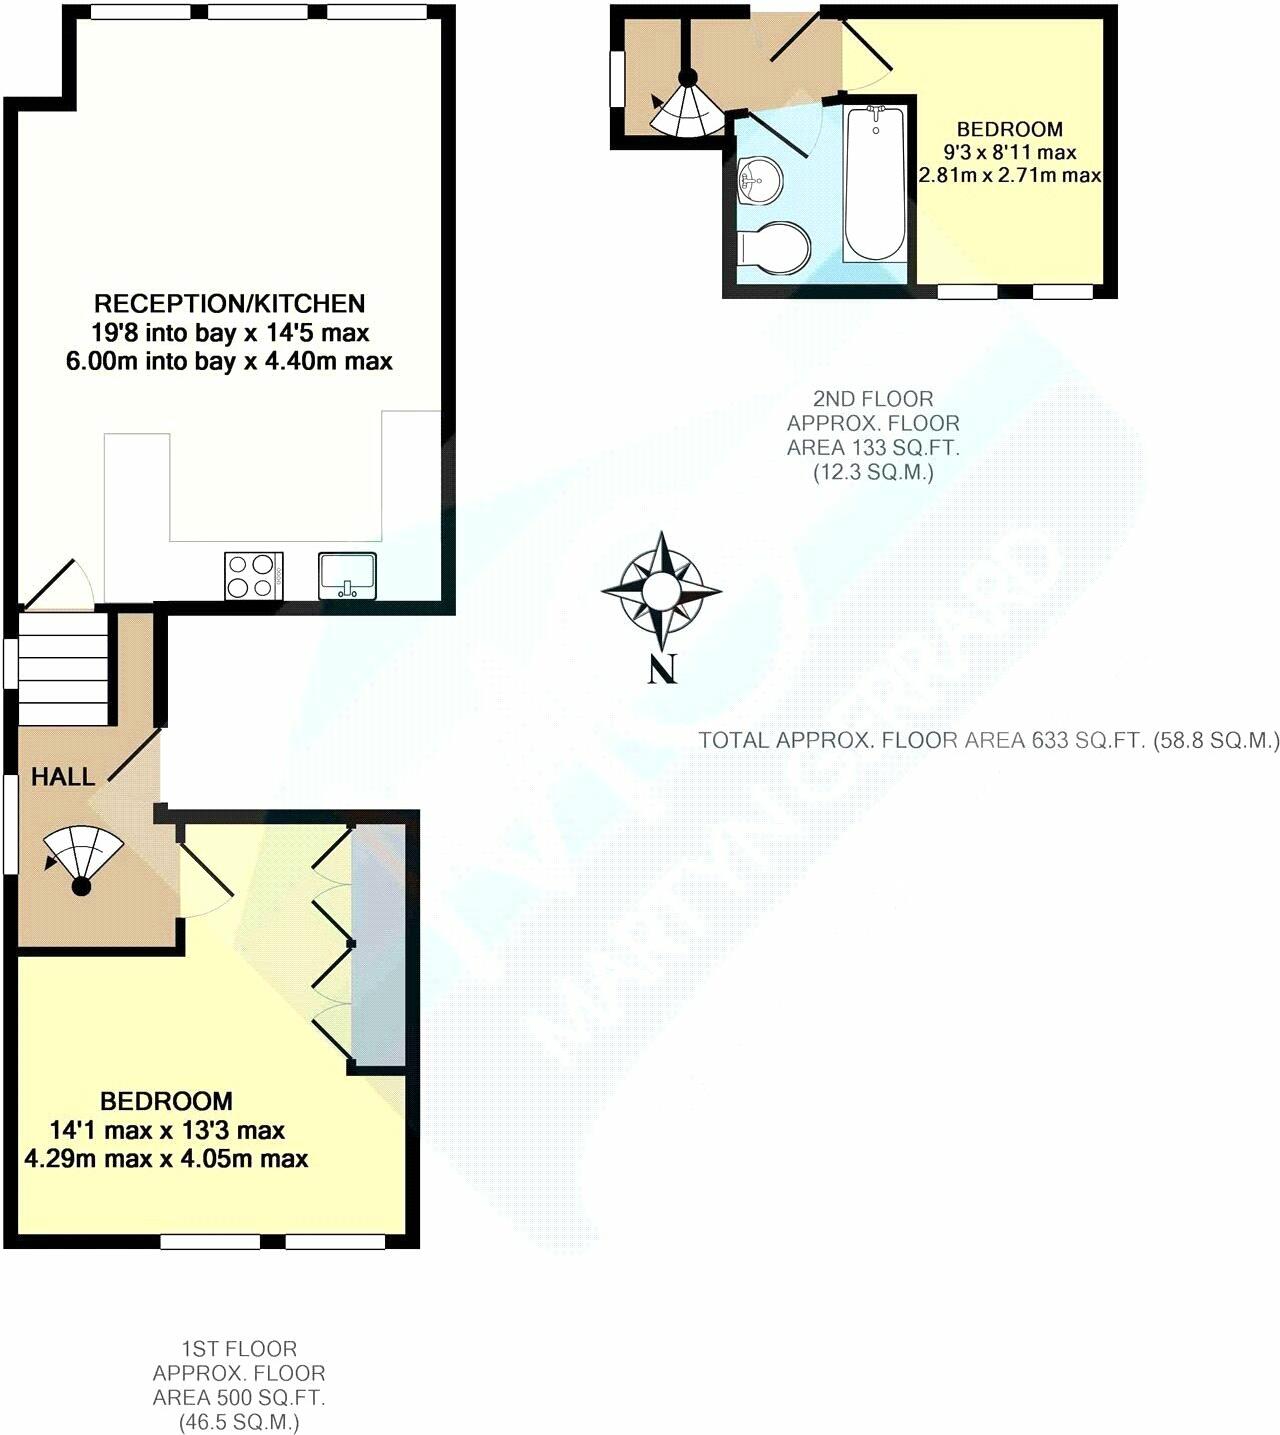 BEDROOM
9'3 x 8'11 max
2.81m x 2.71m max
RECEPTION/KITCHEN
19'8 into bay x 14'5 max
6.00m into bay x 4.40m max
2ND FLOOR
APPROX. FLOOR
AREA 133 SQ.FT.
(12.3 SQ.M.)
N
TOTAL APPROX. FLOOR AREA 633 SQ.FT. (58.8 SQ.M.)
HALL
MARTYN GERRARD
BEDROOM
14'1 max x 13'3 max
4.29m max x 4.05m max
1ST FLOOR
APPROX. FLOOR
AREA 500 SQ.FT.
(46.5 SQ.M.)